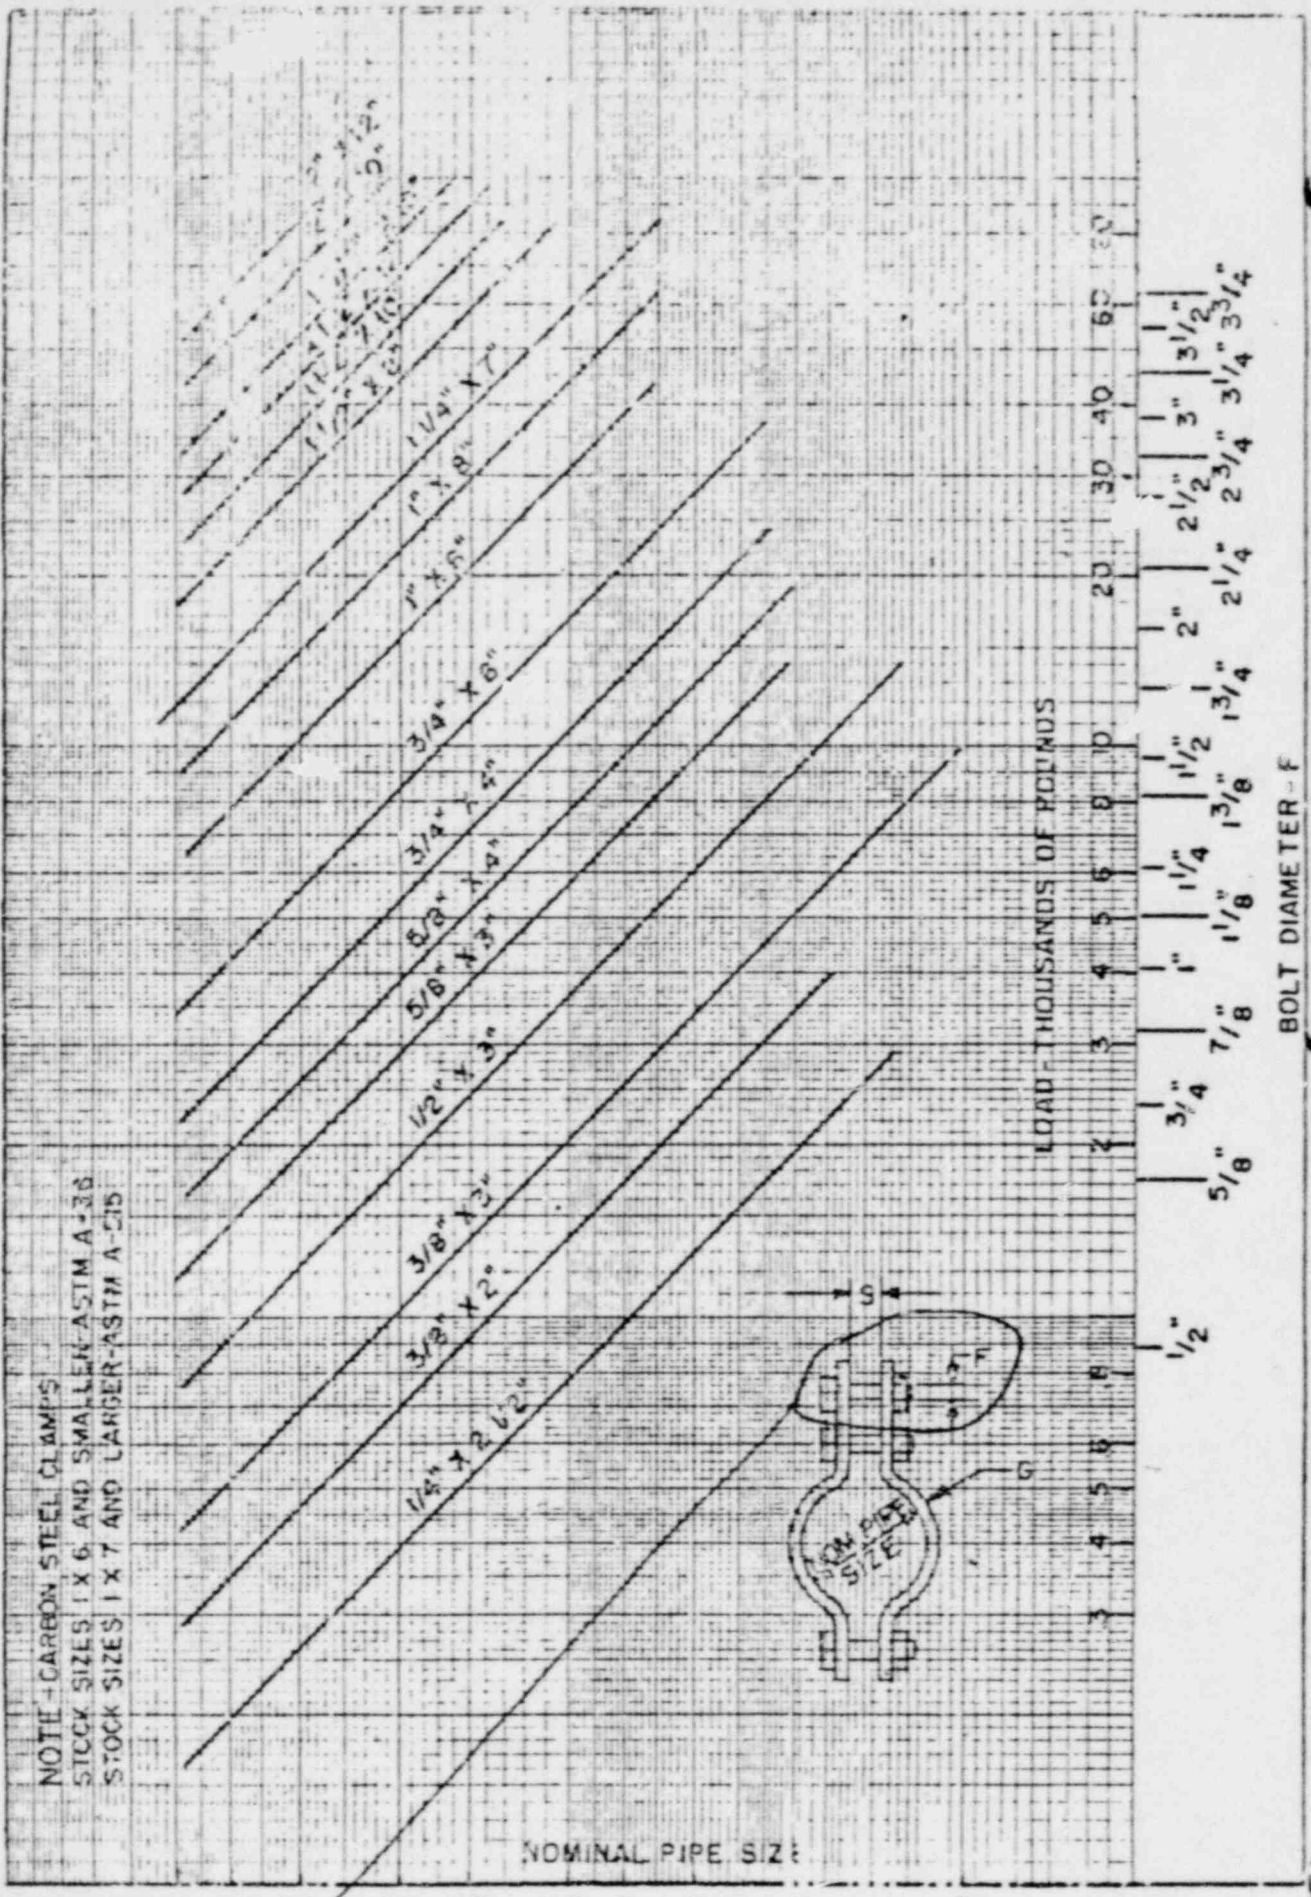 NOTE - CARBON STEEL CLAMPS
STOCK SIZES 1 X 6 AND SMALLER-ASTM A-36
STOCK SIZES 1 X 7 AND LARGER-ASTM A-515
1 1/4" X 7"
1" X 8"
1" X 6"
3/4" X 6"
3/4" X 4"
5/8" X 4"
5/8" X 3"
1/2" X 3"
3/8" X 3"
3/8" X 2"
1/4" X 2 1/2"
NOMINAL PIPE SIZE
S
G
PIPE
SIZE
LOAD - THOUSANDS OF POUNDS
3 4 5 6 .8 2 3 4 5 6 8 10 20 30 40 60 80
1/2" 5/8" 3/4" 7/8" 1" 1 1/8" 1 1/4" 1 3/8" 1 1/2" 1 3/4" 2" 2 1/4" 2 1/2" 2 3/4" 3" 3 1/4" 3 1/2" 3 3/4"
BOLT DIAMETER - F